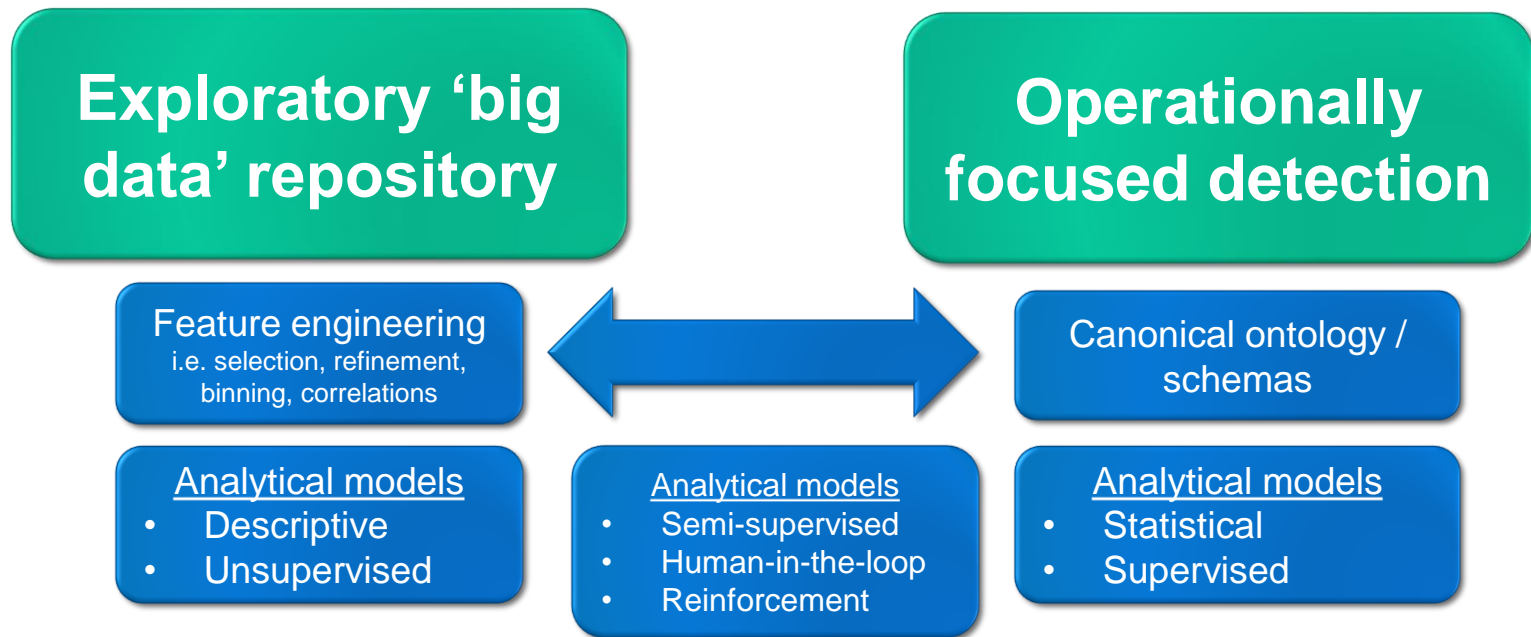 Exploratory ‘big
data’ repository
Operationally
focused detection
Feature engineering
i.e. selection, refinement,
binning, correlations
Canonical ontology /
schemas
Analytical models
• Descriptive
• Unsupervised
Analytical models
• Semi-supervised
• Human-in-the-loop
• Reinforcement
Analytical models
• Statistical
• Supervised